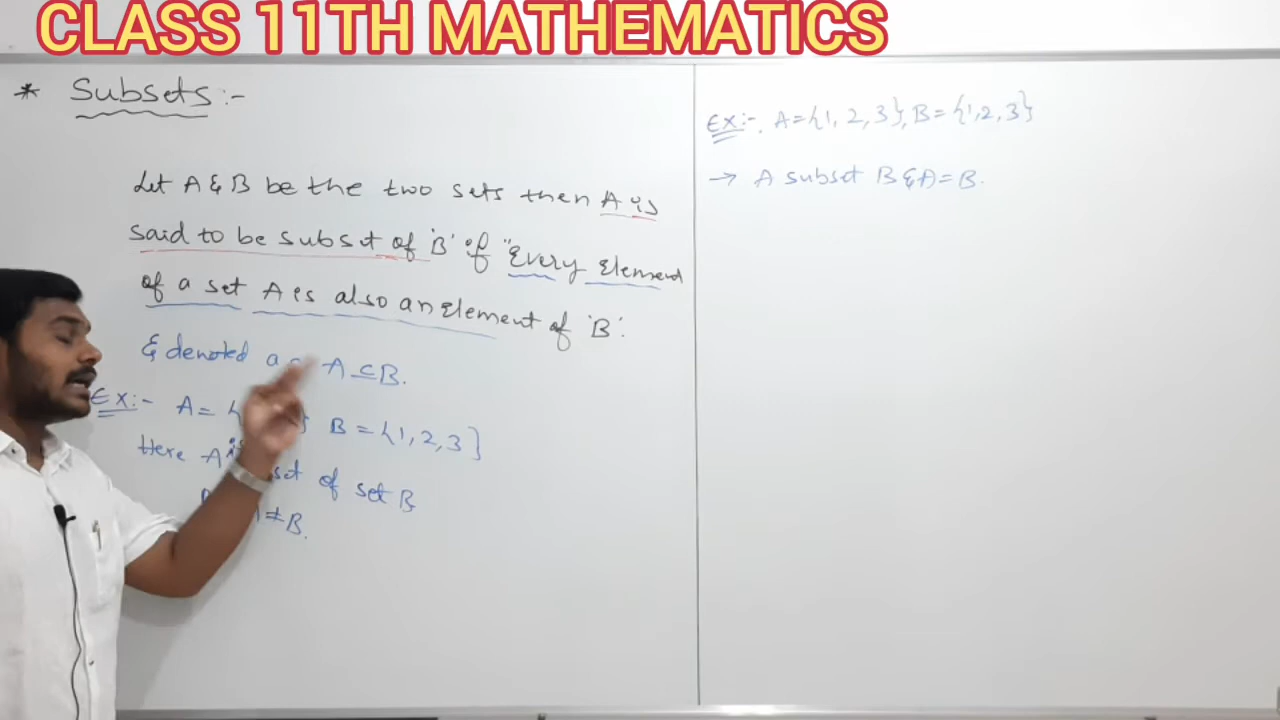 CLASS 11TH MATHEMATICS
* Subsets:-
Let A & B be the two sets then A is
said to be subset of 'B' if "Every Element
of a set A is also an Element of 'B'.
& denoted A ⊆ B.
Ex:- A = { B = {1, 2, 3}
Here A is of set B
A ≠ B.
Ex:- A = {1, 2, 3}, B = {1, 2, 3}
→ A subset B & A = B.